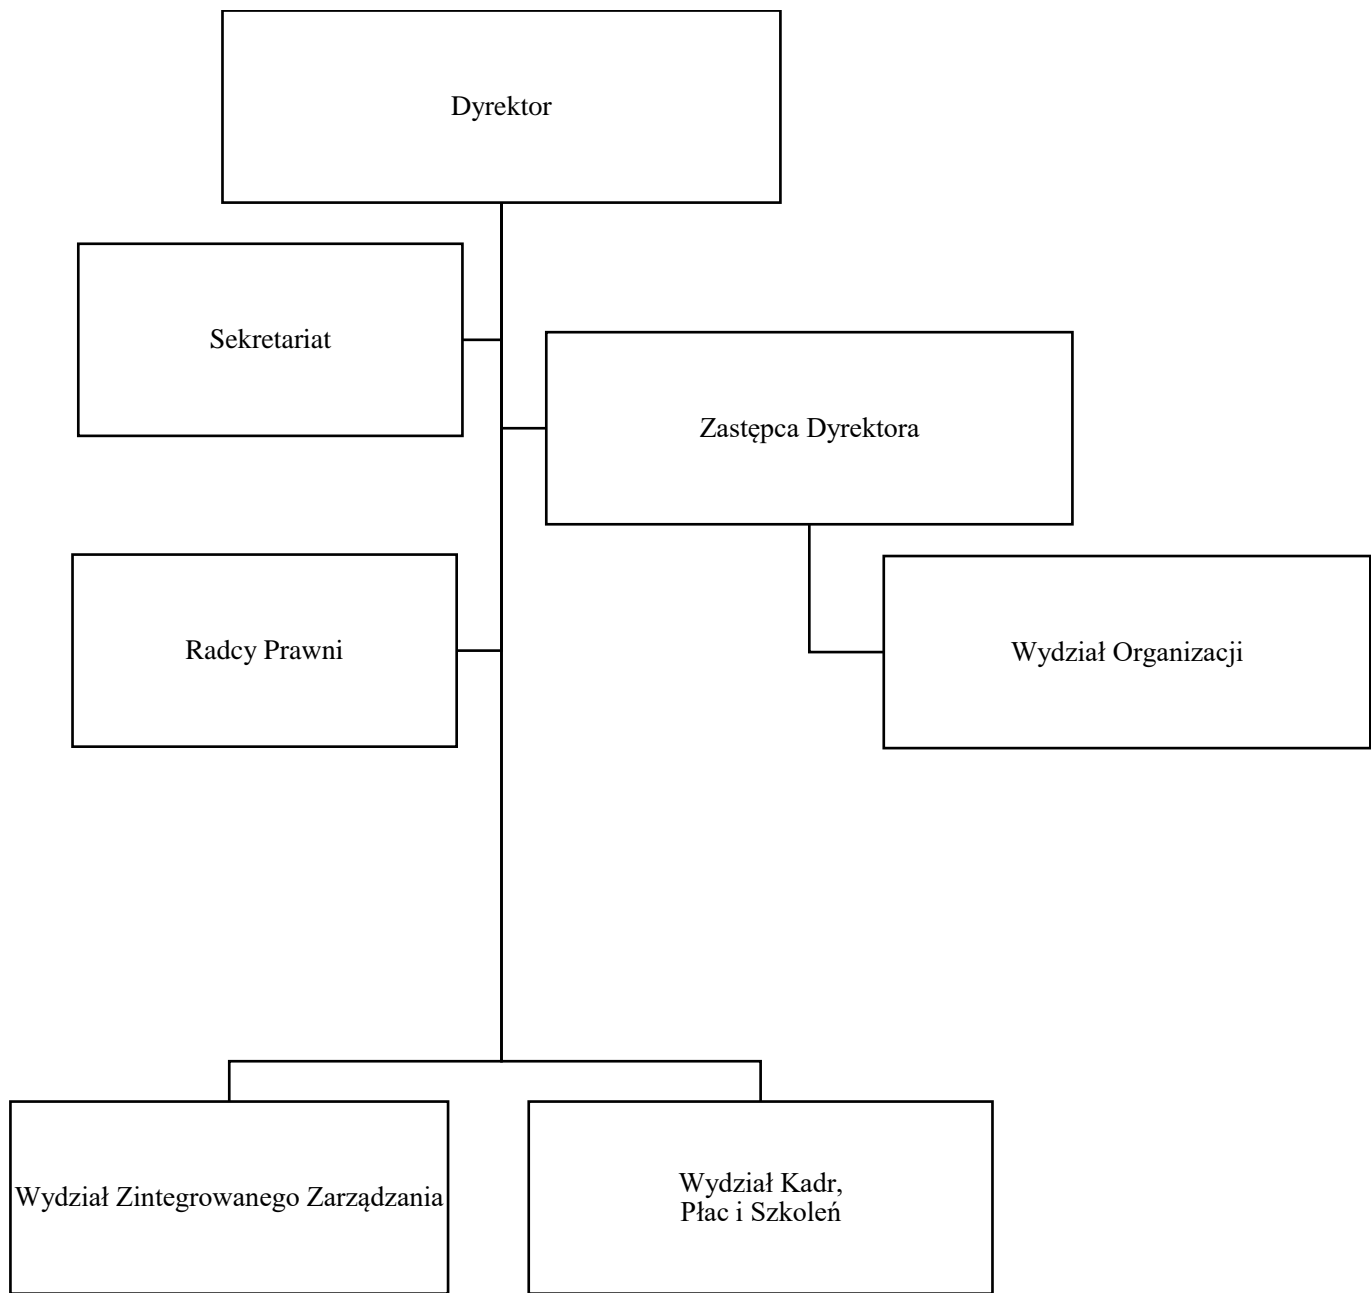 Dyrektor
Sekretariat
Zastępca Dyrektora
Radcy Prawni
Wydział Organizacji
Wydział Zintegrowanego Zarządzania
Wydział Kadr,
Płac i Szkoleń